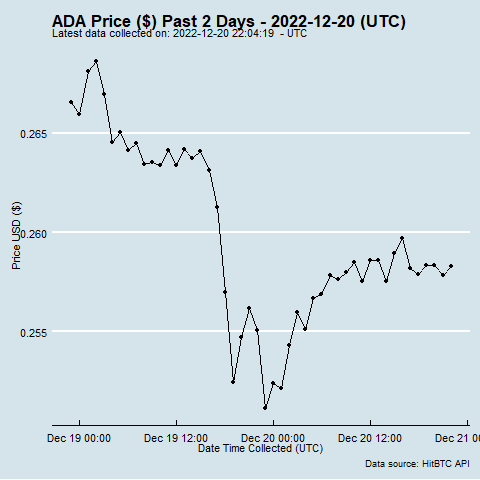 ADA Price ($) Past 2 Days - 2022-12-20 (UTC)
Latest data collected on: 2022-12-20 22:04:19  - UTC
0.265
0.260
0.255
Price USD ($)
Dec 19 00:00 Dec 19 12:00 Dec 20 00:00 Dec 20 12:00 Dec 21 0
Date Time Collected (UTC)
Data source: HitBTC API